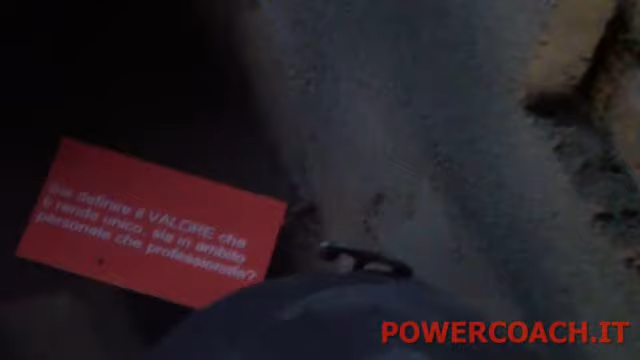 Sai definire il VALORE che
ti rende unico, sia in ambito
personale che professionale?
POWERCOACH.IT